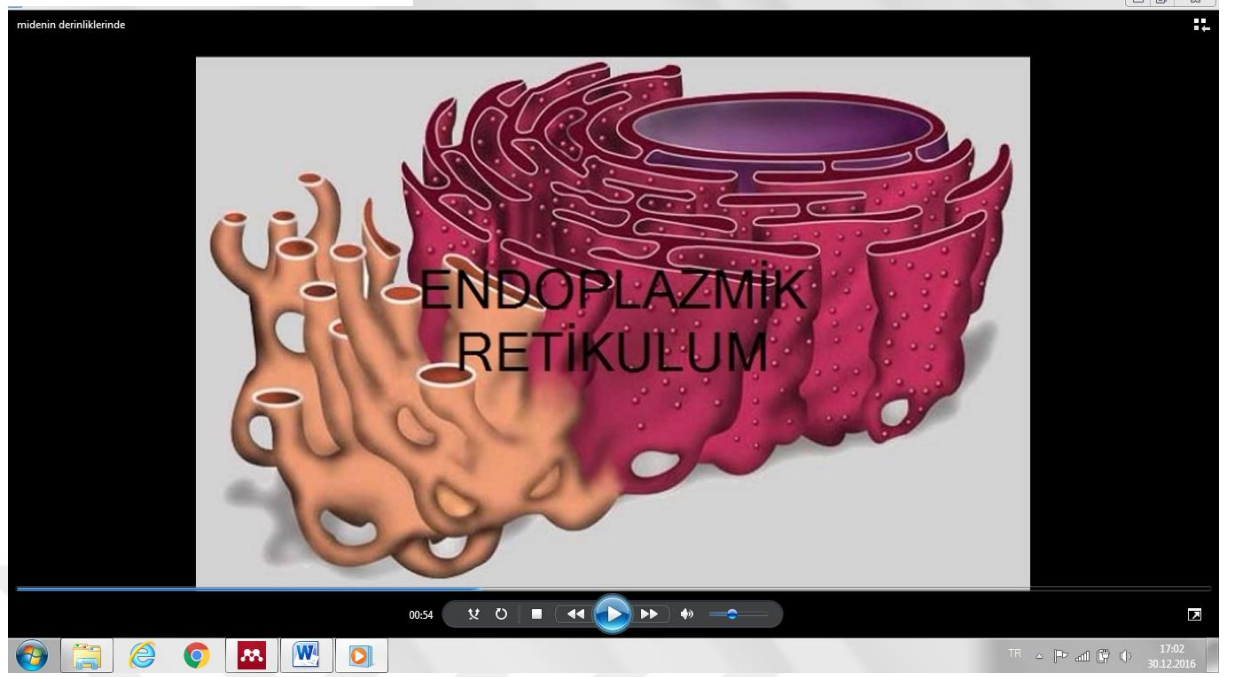 midenin derinliklerinde
ENDOPLAZMİK
RETİKULUM
00:54
TR
17:02
30.12.2016